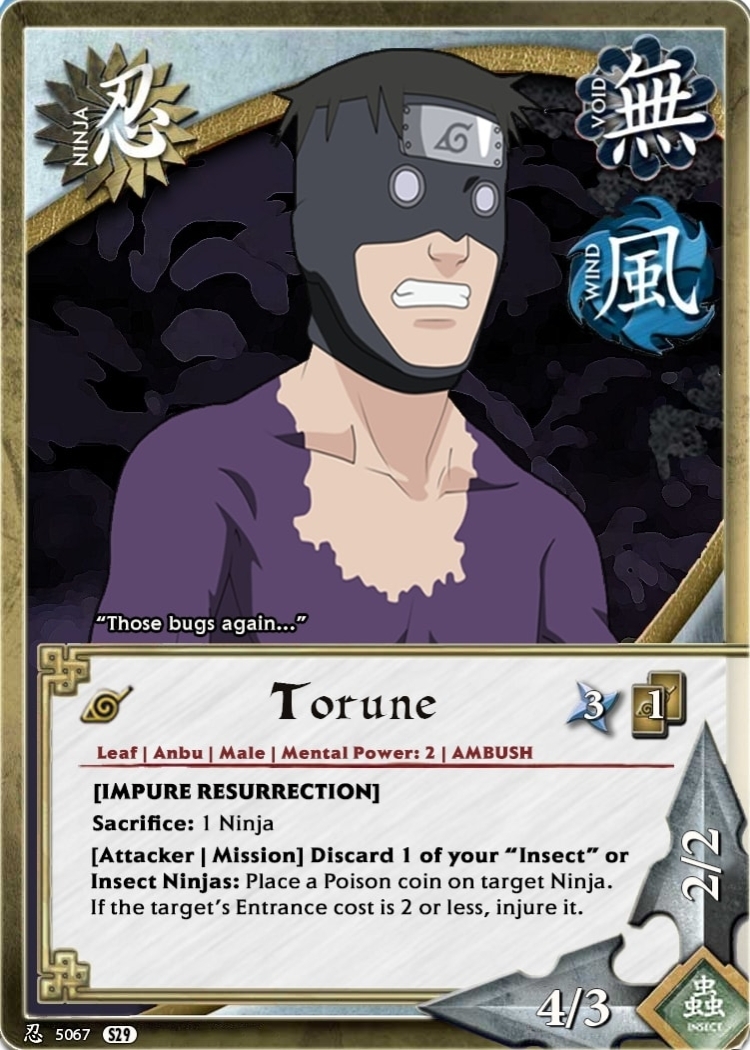 忍
NINJA
無
VOID
風
WIND
“Those bugs again...”
Torune
3
1
Leaf | Anbu | Male | Mental Power: 2 | AMBUSH
[IMPURE RESURRECTION]
Sacrifice: 1 Ninja
[Attacker | Mission] Discard 1 of your “Insect” or
Insect Ninjas: Place a Poison coin on target Ninja.
If the target’s Entrance cost is 2 or less, injure it.
2/2
4/3
蟲
INSECT
忍 5067 S29